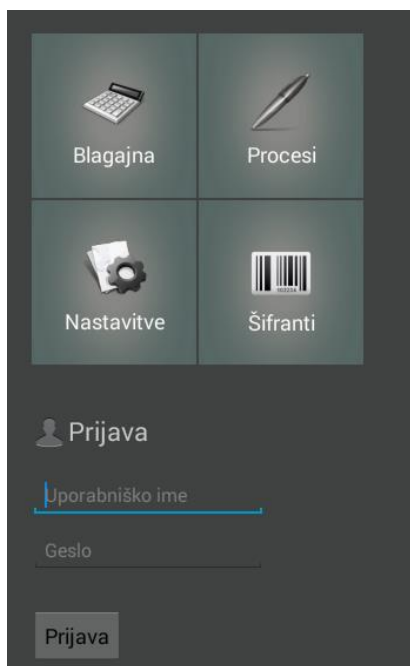 Blagajna
Procesi
Nastavitve
Šifranti
Prijava
Uporabniško ime
Geslo
Prijava